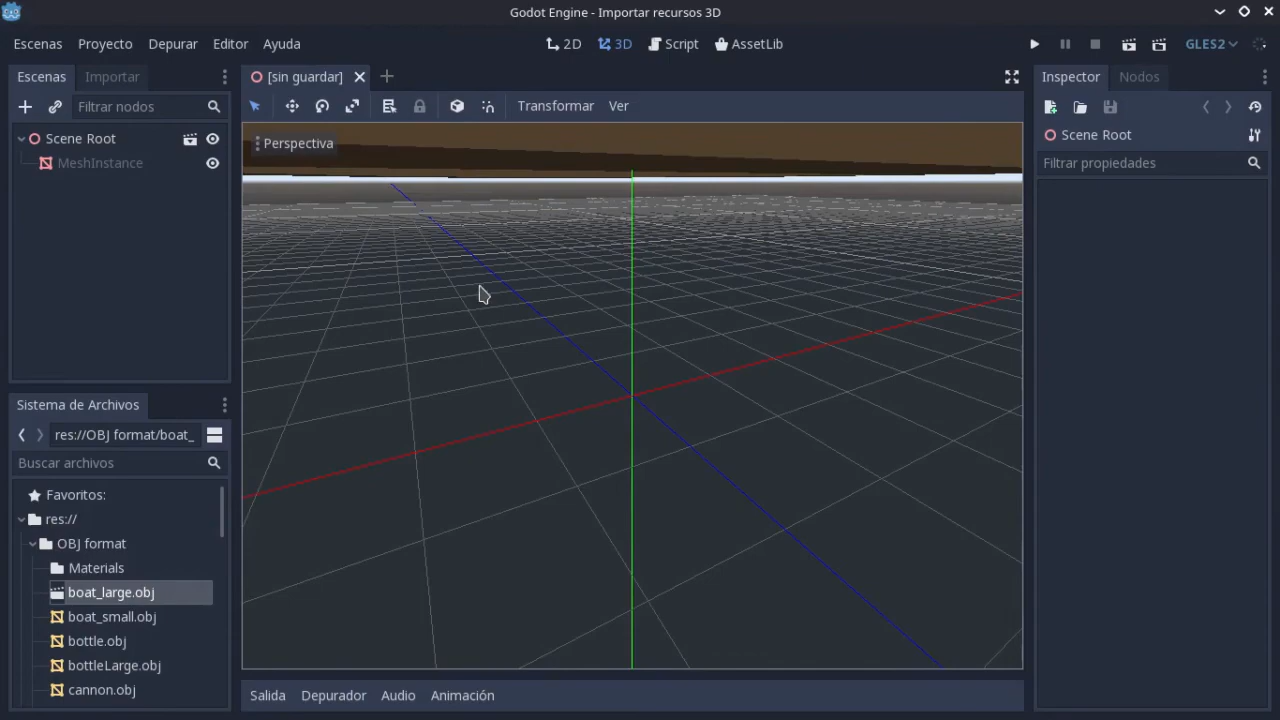 Godot Engine - Importar recursos 3D
Escenas Proyecto Depurar Editor Ayuda 2D 3D Script AssetLib GLES2
Escenas Importar
Filtrar nodos
Scene Root
MeshInstance
[sin guardar]
Transformar Ver
Perspectiva
Inspector Nodos
Scene Root
Filtrar propiedades
Sistema de Archivos
res://OBJ format/boat_
Buscar archivos
Favoritos:
res://
OBJ format
Materials
boat_large.obj
boat_small.obj
bottle.obj
bottleLarge.obj
cannon.obj
Salida Depurador Audio Animación